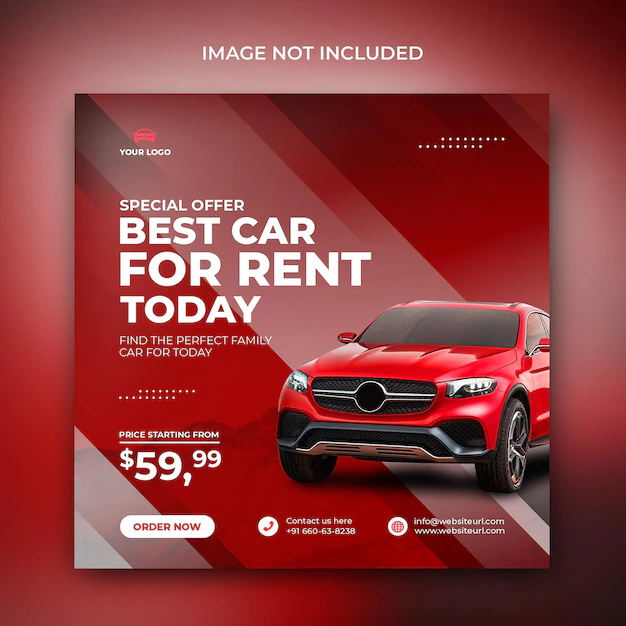 IMAGE NOT INCLUDED
YOUR LOGO
SPECIAL OFFER
BEST CAR
FOR RENT
TODAY
FIND THE PERFECT FAMILY
CAR FOR TODAY
PRICE STARTING FROM
$59,99
ORDER NOW
Contact us here
+91 660-63-8238
info@websiteurl.com
www.websiteurl.com